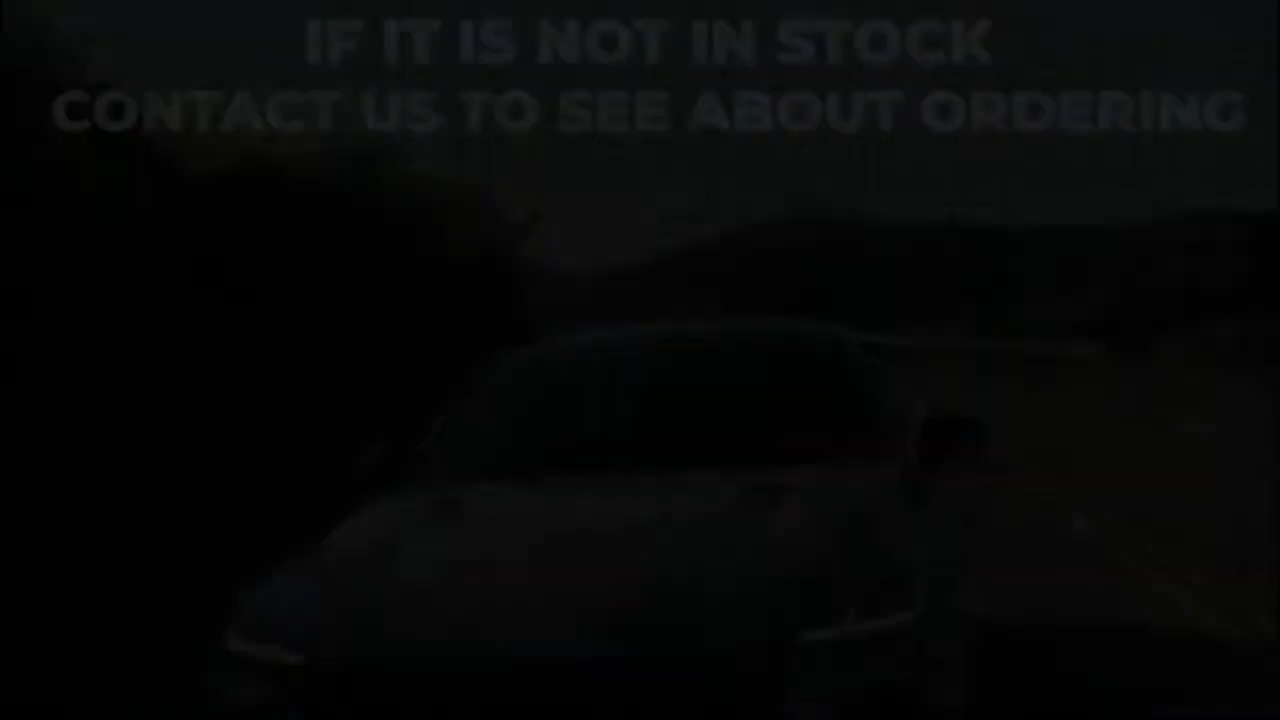 IF IT IS NOT IN STOCK
CONTACT US TO SEE ABOUT ORDERING